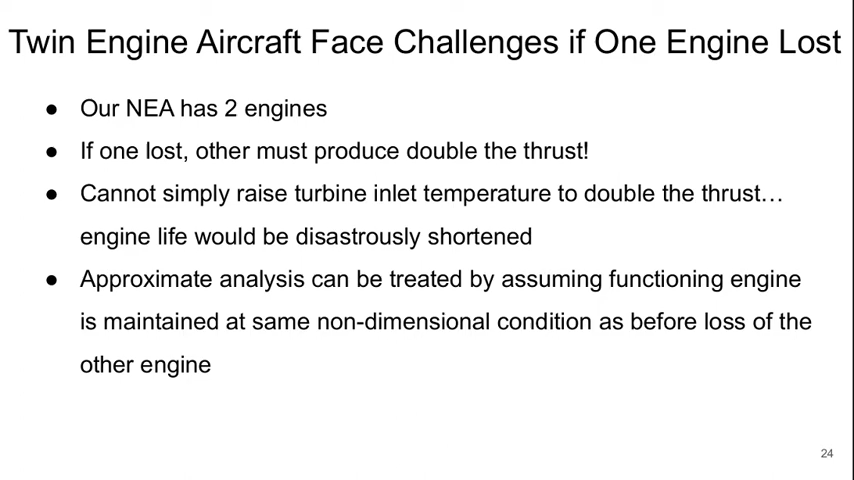 Twin Engine Aircraft Face Challenges if One Engine Lost
● Our NEA has 2 engines
● If one lost, other must produce double the thrust!
● Cannot simply raise turbine inlet temperature to double the thrust…
engine life would be disastrously shortened
● Approximate analysis can be treated by assuming functioning engine
is maintained at same non-dimensional condition as before loss of the
other engine
24